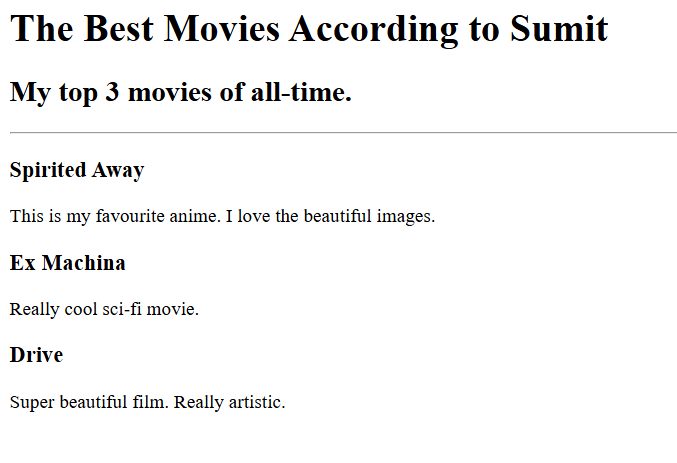 The Best Movies According to Sumit
My top 3 movies of all-time.
Spirited Away
This is my favourite anime. I love the beautiful images.
Ex Machina
Really cool sci-fi movie.
Drive
Super beautiful film. Really artistic.